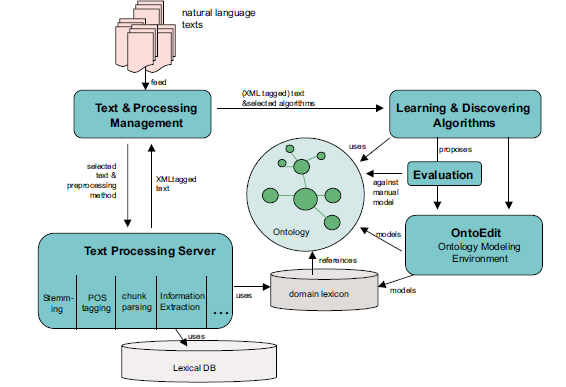 natural language
texts
feed
Text & Processing
Management
(XML tagged) text
&selected algorithms
Learning & Discovering
Algorithms
uses
proposes
selected
text &
preprocessing
method
XMLtagged
text
Evaluation
against
manual
model
Ontology
OntoEdit
Ontology Modeling
Environment
models
references
Text Processing Server
Stemm-
ing
POS
tagging
chunk
parsing
Information
Extraction
...
uses
domain lexicon
models
uses
Lexical DB